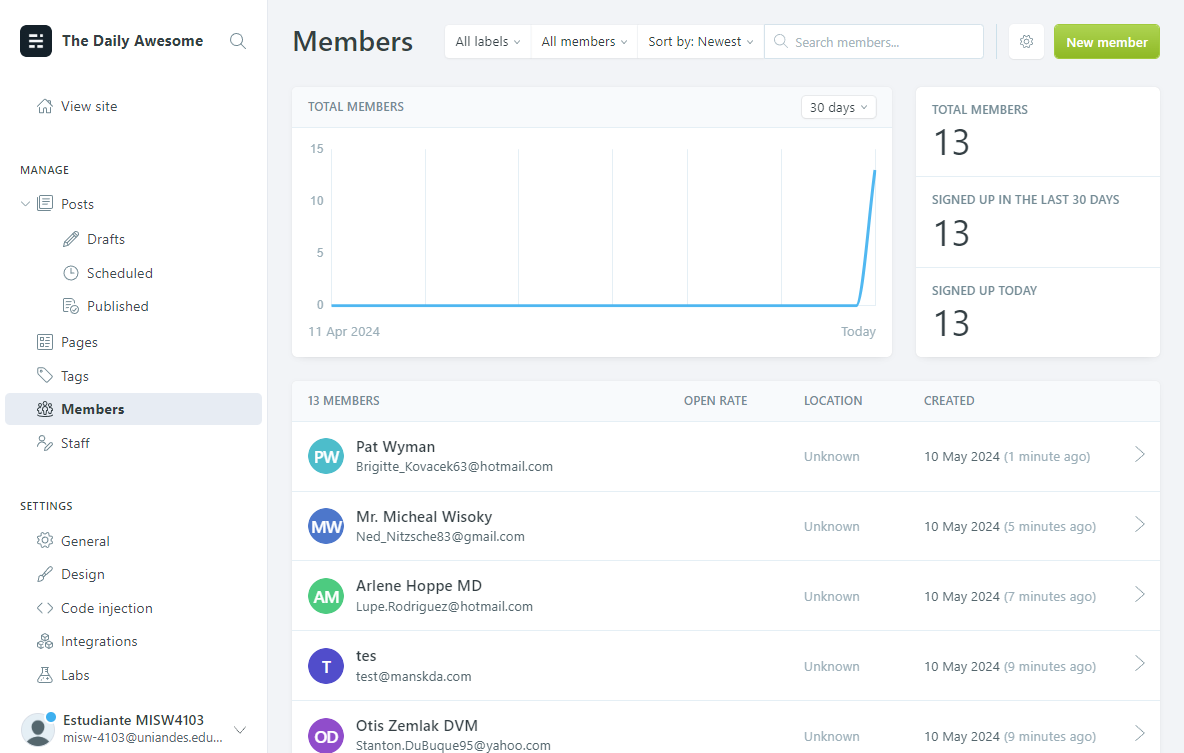 The Daily Awesome
View site
MANAGE
Posts
Drafts
Scheduled
Published
Pages
Tags
Members
Staff
SETTINGS
General
Design
Code injection
Integrations
Labs
Estudiante MISW4103
misw-4103@uniandes.edu...
Members
All labels
All members
Sort by: Newest
Search members...
New member
TOTAL MEMBERS
30 days
15
10
5
0
11 Apr 2024
Today
TOTAL MEMBERS
13
SIGNED UP IN THE LAST 30 DAYS
13
SIGNED UP TODAY
13
13 MEMBERS OPEN RATE LOCATION CREATED
PW Pat Wyman
Brigitte_Kovacek63@hotmail.com
Unknown
10 May 2024 (1 minute ago)
MW Mr. Micheal Wisoky
Ned_Nitzsche83@gmail.com
Unknown
10 May 2024 (5 minutes ago)
AM Arlene Hoppe MD
Lupe.Rodriguez@hotmail.com
Unknown
10 May 2024 (7 minutes ago)
T tes
test@manskda.com
Unknown
10 May 2024 (9 minutes ago)
OD Otis Zemlak DVM
Stanton.DuBuque95@yahoo.com
Unknown
10 May 2024 (9 minutes ago)